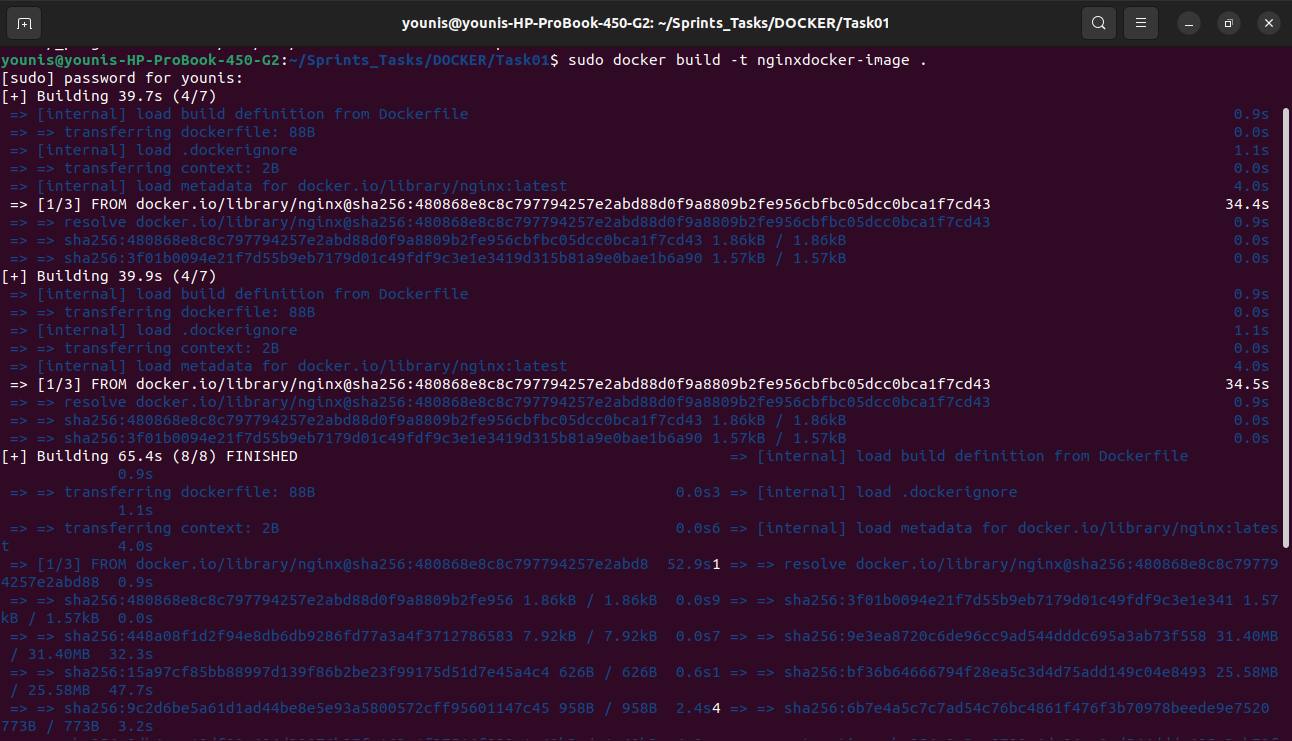 younis@younis-HP-ProBook-450-G2: ~/Sprints_Tasks/DOCKER/Task01
younis@younis-HP-ProBook-450-G2:~/Sprints_Tasks/DOCKER/Task01$ sudo docker build -t nginxdocker-image .
[sudo] password for younis:
[+] Building 39.7s (4/7)
=> [internal] load build definition from Dockerfile 0.9s
=> => transferring dockerfile: 88B 0.0s
=> [internal] load .dockerignore 1.1s
=> => transferring context: 2B 0.0s
=> [internal] load metadata for docker.io/library/nginx:latest 4.0s
=> [1/3] FROM docker.io/library/nginx@sha256:480868e8c8c797794257e2abd88d0f9a8809b2fe956cbfbc05dcc0bca1f7cd43 34.4s
=> => resolve docker.io/library/nginx@sha256:480868e8c8c797794257e2abd88d0f9a8809b2fe956cbfbc05dcc0bca1f7cd43 0.9s
=> => sha256:480868e8c8c797794257e2abd88d0f9a8809b2fe956cbfbc05dcc0bca1f7cd43 1.86kB / 1.86kB 0.0s
=> => sha256:3f01b0094e21f7d55b9eb7179d01c49fdf9c3e1e3419d315b81a9e0bae1b6a90 1.57kB / 1.57kB 0.0s
[+] Building 39.9s (4/7)
=> [internal] load build definition from Dockerfile 0.9s
=> => transferring dockerfile: 88B 0.0s
=> [internal] load .dockerignore 1.1s
=> => transferring context: 2B 0.0s
=> [internal] load metadata for docker.io/library/nginx:latest 4.0s
=> [1/3] FROM docker.io/library/nginx@sha256:480868e8c8c797794257e2abd88d0f9a8809b2fe956cbfbc05dcc0bca1f7cd43 34.5s
=> => resolve docker.io/library/nginx@sha256:480868e8c8c797794257e2abd88d0f9a8809b2fe956cbfbc05dcc0bca1f7cd43 0.9s
=> => sha256:480868e8c8c797794257e2abd88d0f9a8809b2fe956cbfbc05dcc0bca1f7cd43 1.86kB / 1.86kB 0.0s
=> => sha256:3f01b0094e21f7d55b9eb7179d01c49fdf9c3e1e3419d315b81a9e0bae1b6a90 1.57kB / 1.57kB 0.0s
[+] Building 65.4s (8/8) FINISHED => [internal] load build definition from Dockerfile
0.9s
=> => transferring dockerfile: 88B 0.0s3 => [internal] load .dockerignore
1.1s
=> => transferring context: 2B 0.0s6 => [internal] load metadata for docker.io/library/nginx:lates
t 4.0s
=> [1/3] FROM docker.io/library/nginx@sha256:480868e8c8c797794257e2abd8 52.9s1 => => resolve docker.io/library/nginx@sha256:480868e8c8c79779
4257e2abd88 0.9s
=> => sha256:480868e8c8c797794257e2abd88d0f9a8809b2fe956 1.86kB / 1.86kB 0.0s9 => => sha256:3f01b0094e21f7d55b9eb7179d01c49fdf9c3e1e341 1.57
kB / 1.57kB 0.0s
=> => sha256:448a08f1d2f94e8db6db9286fd77a3a4f3712786583 7.92kB / 7.92kB 0.0s7 => => sha256:9e3ea8720c6de96cc9ad544dddc695a3ab73f558 31.40MB
/ 31.40MB 32.3s
=> => sha256:15a97cf85bb88997d139f86b2be23f99175d51d7e45a4c4 626B / 626B 0.6s1 => => sha256:bf36b64666794f28ea5c3d4d75add149c04e8493 25.58MB
/ 25.58MB 47.7s
=> => sha256:9c2d6be5a61d1ad44be8e5e93a5800572cff95601147c45 958B / 958B 2.4s4 => => sha256:6b7e4a5c7c7ad54c76bc4861f476f3b70978beede9e7520
773B / 773B 3.2s